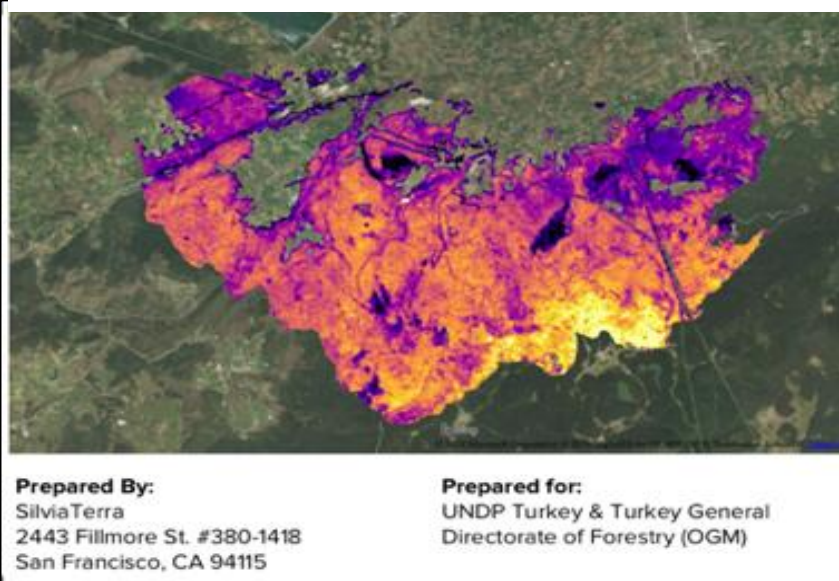 Prepared By:
SilviaTerra
2443 Fillmore St. #380-1418
San Francisco, CA 94115
Prepared for:
UNDP Turkey & Turkey General
Directorate of Forestry (OGM)